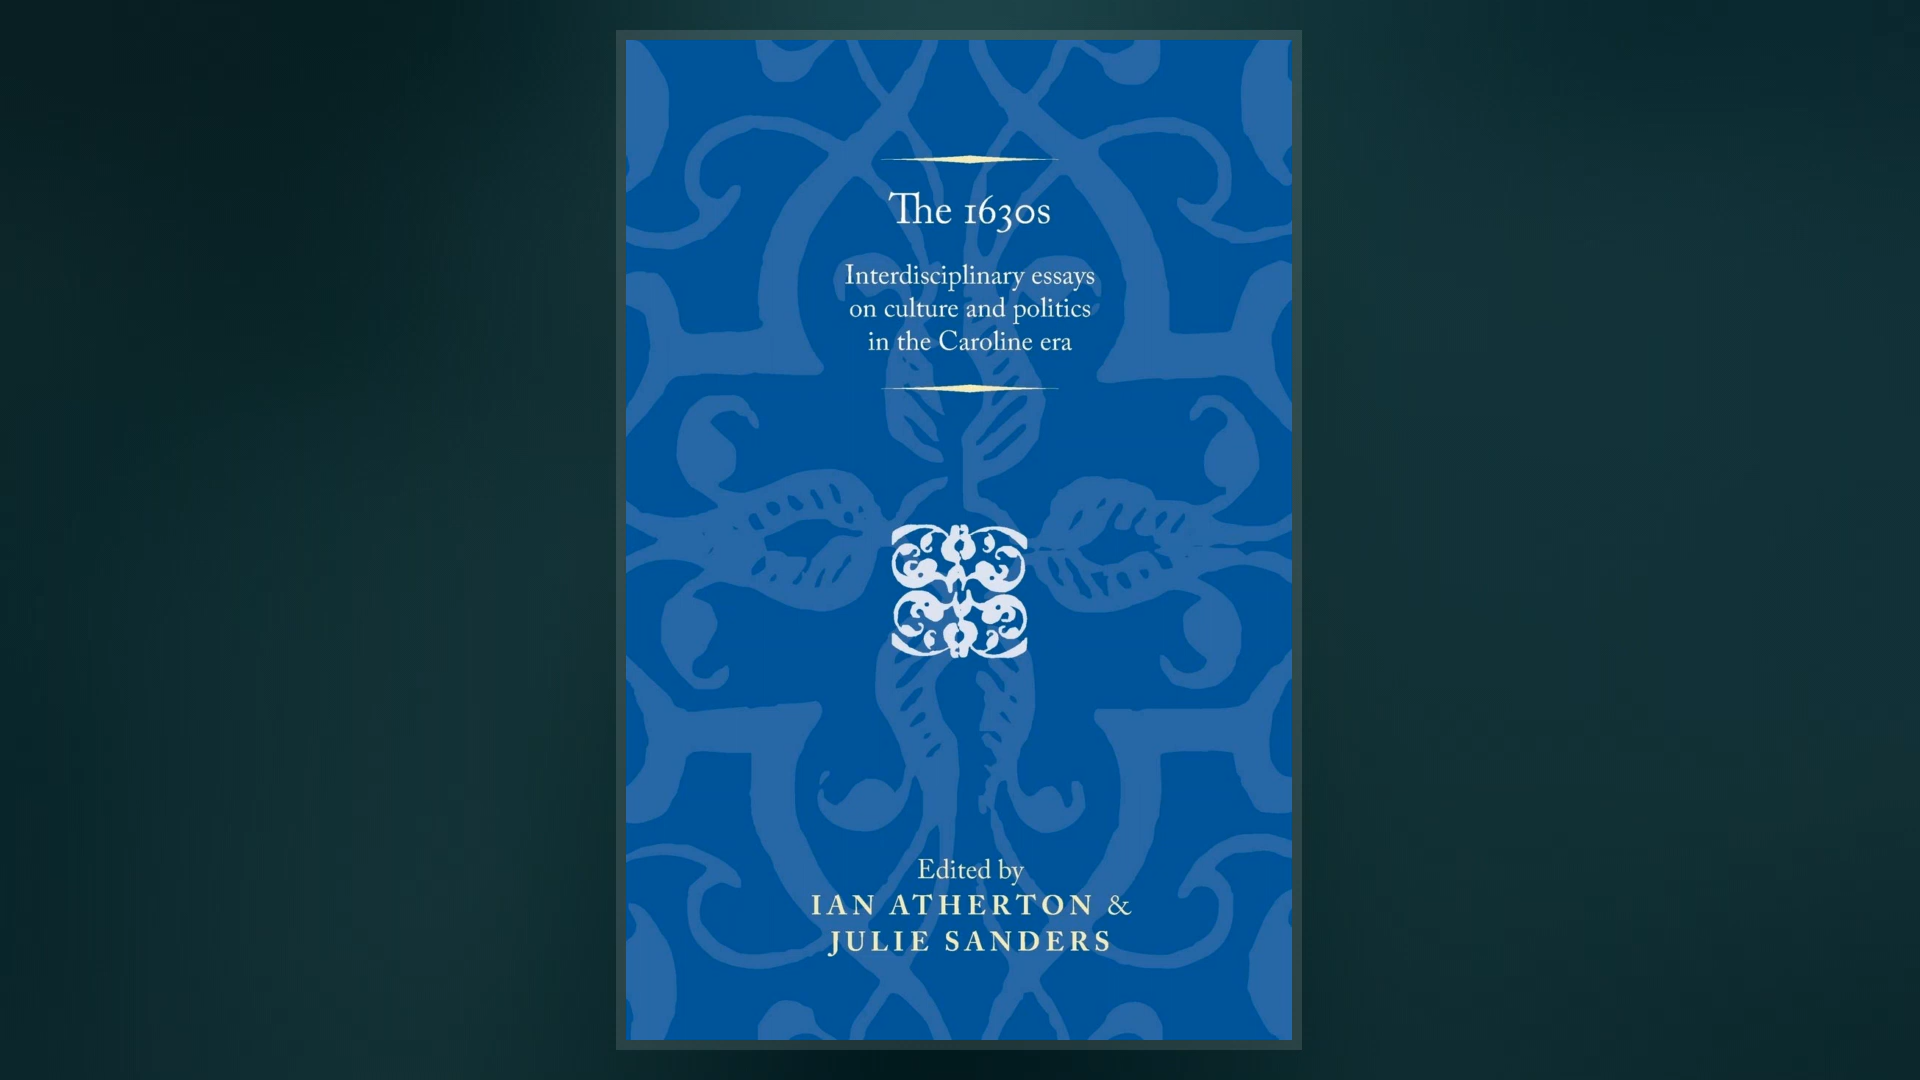 The 1630s
Interdisciplinary essays
on culture and politics
in the Caroline era
Edited by
IAN ATHERTON &
JULIE SANDERS